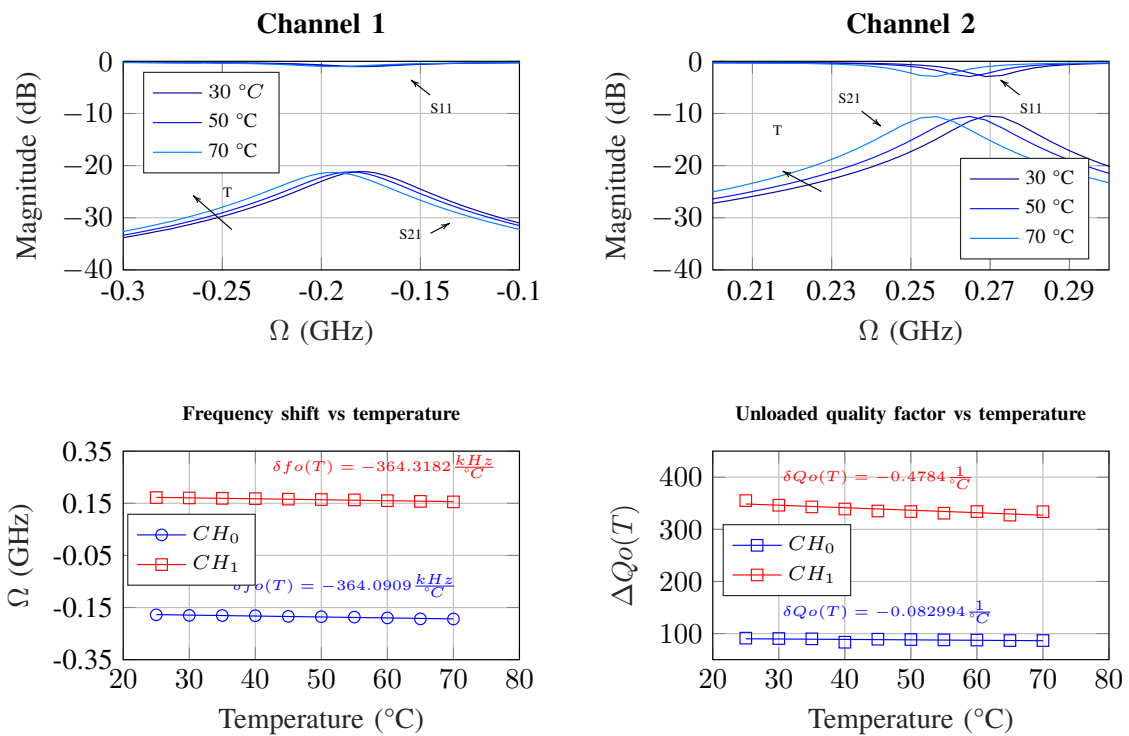 Channel 1
Magnitude (dB)
0
−10
−20
−30
−40
30 °C
50 °C
70 °C
S11
T
S21
-0.3
-0.25
-0.2
-0.15
-0.1
Ω (GHz)
Channel 2
Magnitude (dB)
0
−10
−20
−30
−40
S21
S11
T
30 °C
50 °C
70 °C
0.21
0.23
0.25
0.27
0.29
Ω (GHz)
Frequency shift vs temperature
Ω (GHz)
0.35
0.15
-0.05
-0.15
-0.35
δfo(T) = −364.3182 kHz/°C
CH₀
CH₁
δfo(T) = −364.0909 kHz/°C
20 30 40 50 60 70 80
Temperature (°C)
Unloaded quality factor vs temperature
ΔQo(T)
400
300
200
100
δQo(T) = −0.4784 1/°C
CH₀
CH₁
δQo(T) = −0.082994 1/°C
20 30 40 50 60 70 80
Temperature (°C)